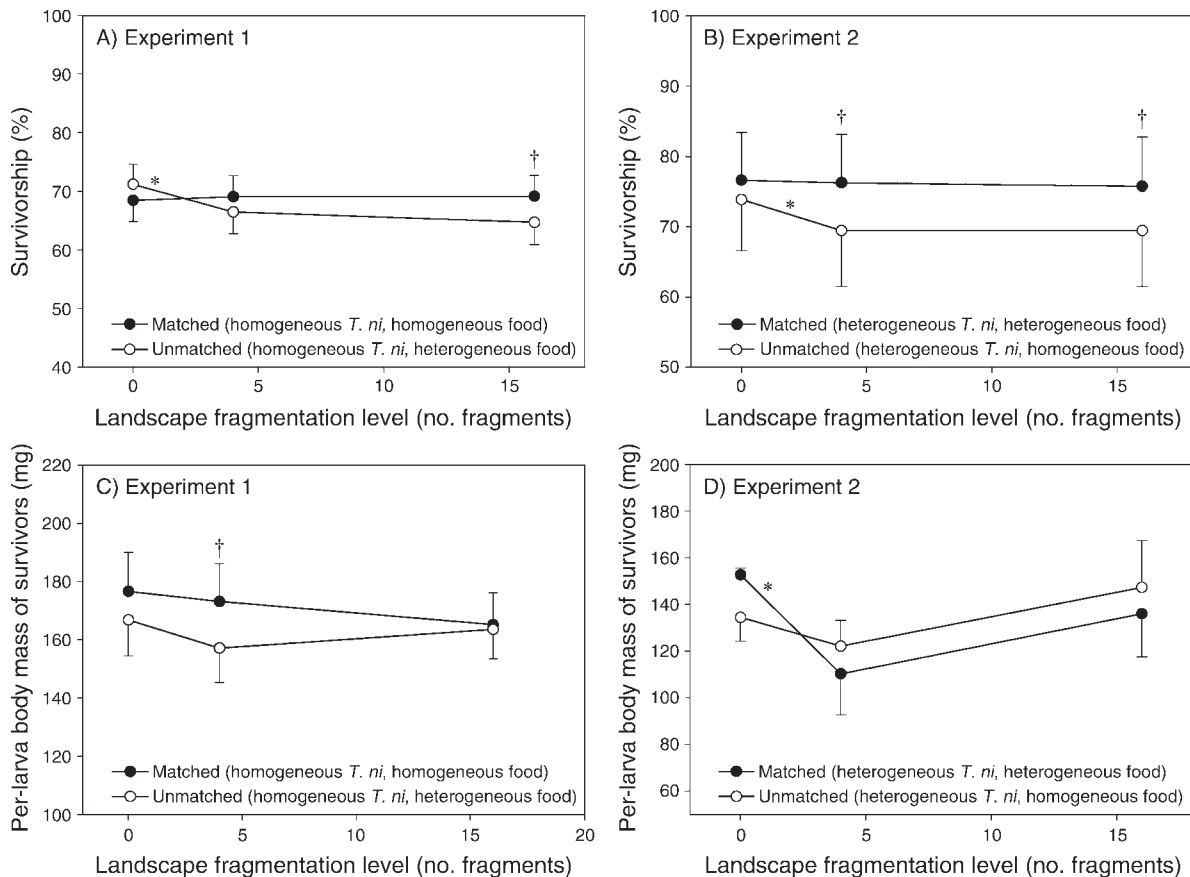 A) Experiment 1
Survivorship (%)
100
90
80
70
60
50
40
*
†
Matched (homogeneous T. ni, homogeneous food)
Unmatched (homogeneous T. ni, heterogeneous food)
0 5 10 15
Landscape fragmentation level (no. fragments)
B) Experiment 2
Survivorship (%)
100
90
80
70
60
50
† †
*
Matched (heterogeneous T. ni, heterogeneous food)
Unmatched (heterogeneous T. ni, homogeneous food)
0 5 10 15
Landscape fragmentation level (no. fragments)
C) Experiment 1
Per-larva body mass of survivors (mg)
220
200
180
160
140
120
100
†
Matched (homogeneous T. ni, homogeneous food)
Unmatched (homogeneous T. ni, heterogeneous food)
0 5 10 15 20
Landscape fragmentation level (no. fragments)
D) Experiment 2
Per-larva body mass of survivors (mg)
200
180
160
140
120
100
80
60
*
Matched (heterogeneous T. ni, heterogeneous food)
Unmatched (heterogeneous T. ni, homogeneous food)
0 5 10 15
Landscape fragmentation level (no. fragments)